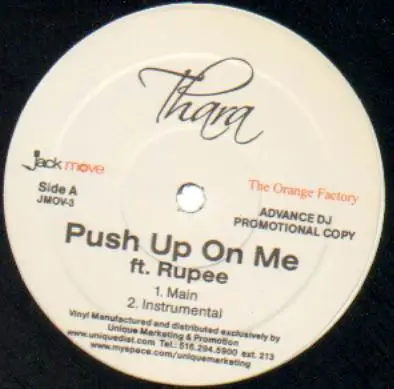 Thara
jack move
The Orange Factory
Side A
JMOV-3
ADVANCE DJ
PROMOTIONAL COPY
Push Up On Me
ft. Rupee
1. Main
2. Instrumental
Vinyl Manufactured and distributed exclusively by
Unique Marketing & Promotion
www.uniquedist.com Tel.: 516.294.5900 ext. 213
www.myspace.com/uniquemarketing